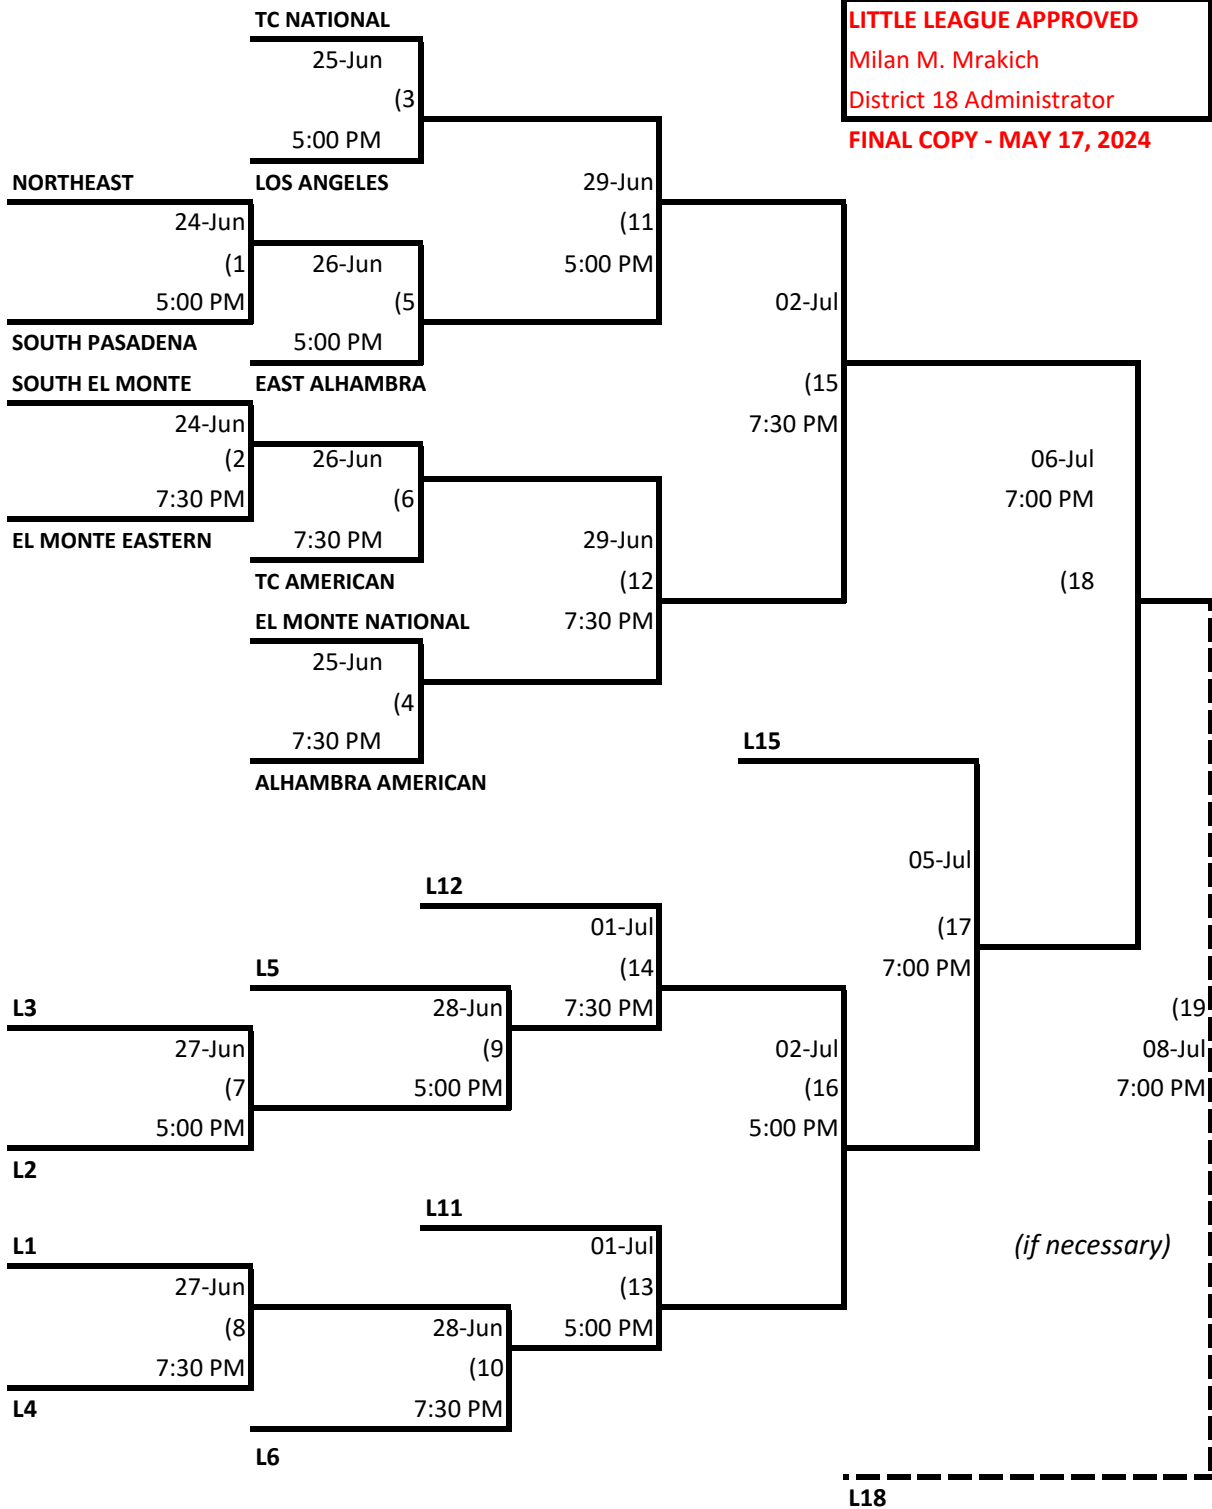 TC NATIONAL
LITTLE LEAGUE APPROVED
Milan M. Mrakich
District 18 Administrator
FINAL COPY - MAY 17, 2024
25-Jun
(3
5:00 PM
LOS ANGELES
NORTHEAST
24-Jun
(1
5:00 PM
SOUTH PASADENA
26-Jun
(5
5:00 PM
EAST ALHAMBRA
29-Jun
(11
5:00 PM
02-Jul
(15
7:30 PM
SOUTH EL MONTE
24-Jun
(2
7:30 PM
EL MONTE EASTERN
26-Jun
(6
7:30 PM
TC AMERICAN
29-Jun
(12
7:30 PM
EL MONTE NATIONAL
25-Jun
(4
7:30 PM
ALHAMBRA AMERICAN
06-Jul
7:00 PM
(18
L15
05-Jul
(17
7:00 PM
L12
01-Jul
(14
7:30 PM
L5
28-Jun
(9
5:00 PM
L3
27-Jun
(7
5:00 PM
L2
02-Jul
(16
5:00 PM
(19
08-Jul
7:00 PM
L11
01-Jul
(13
5:00 PM
L1
27-Jun
(8
7:30 PM
L4
28-Jun
(10
7:30 PM
L6
(if necessary)
L18